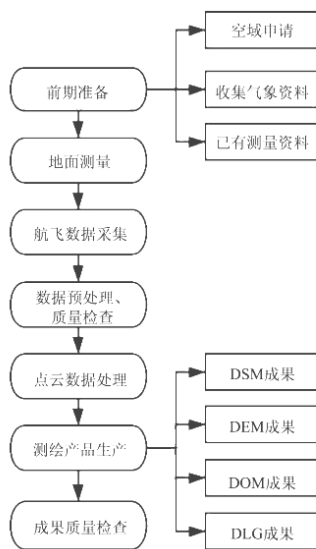 空域申请
前期准备
收集气象资料
已有测量资料
地面测量
航飞数据采集
数据预处理、
质量检查
点云数据处理
DSM成果
DEM成果
测绘产品生产
DOM成果
成果质量检查
DLG成果